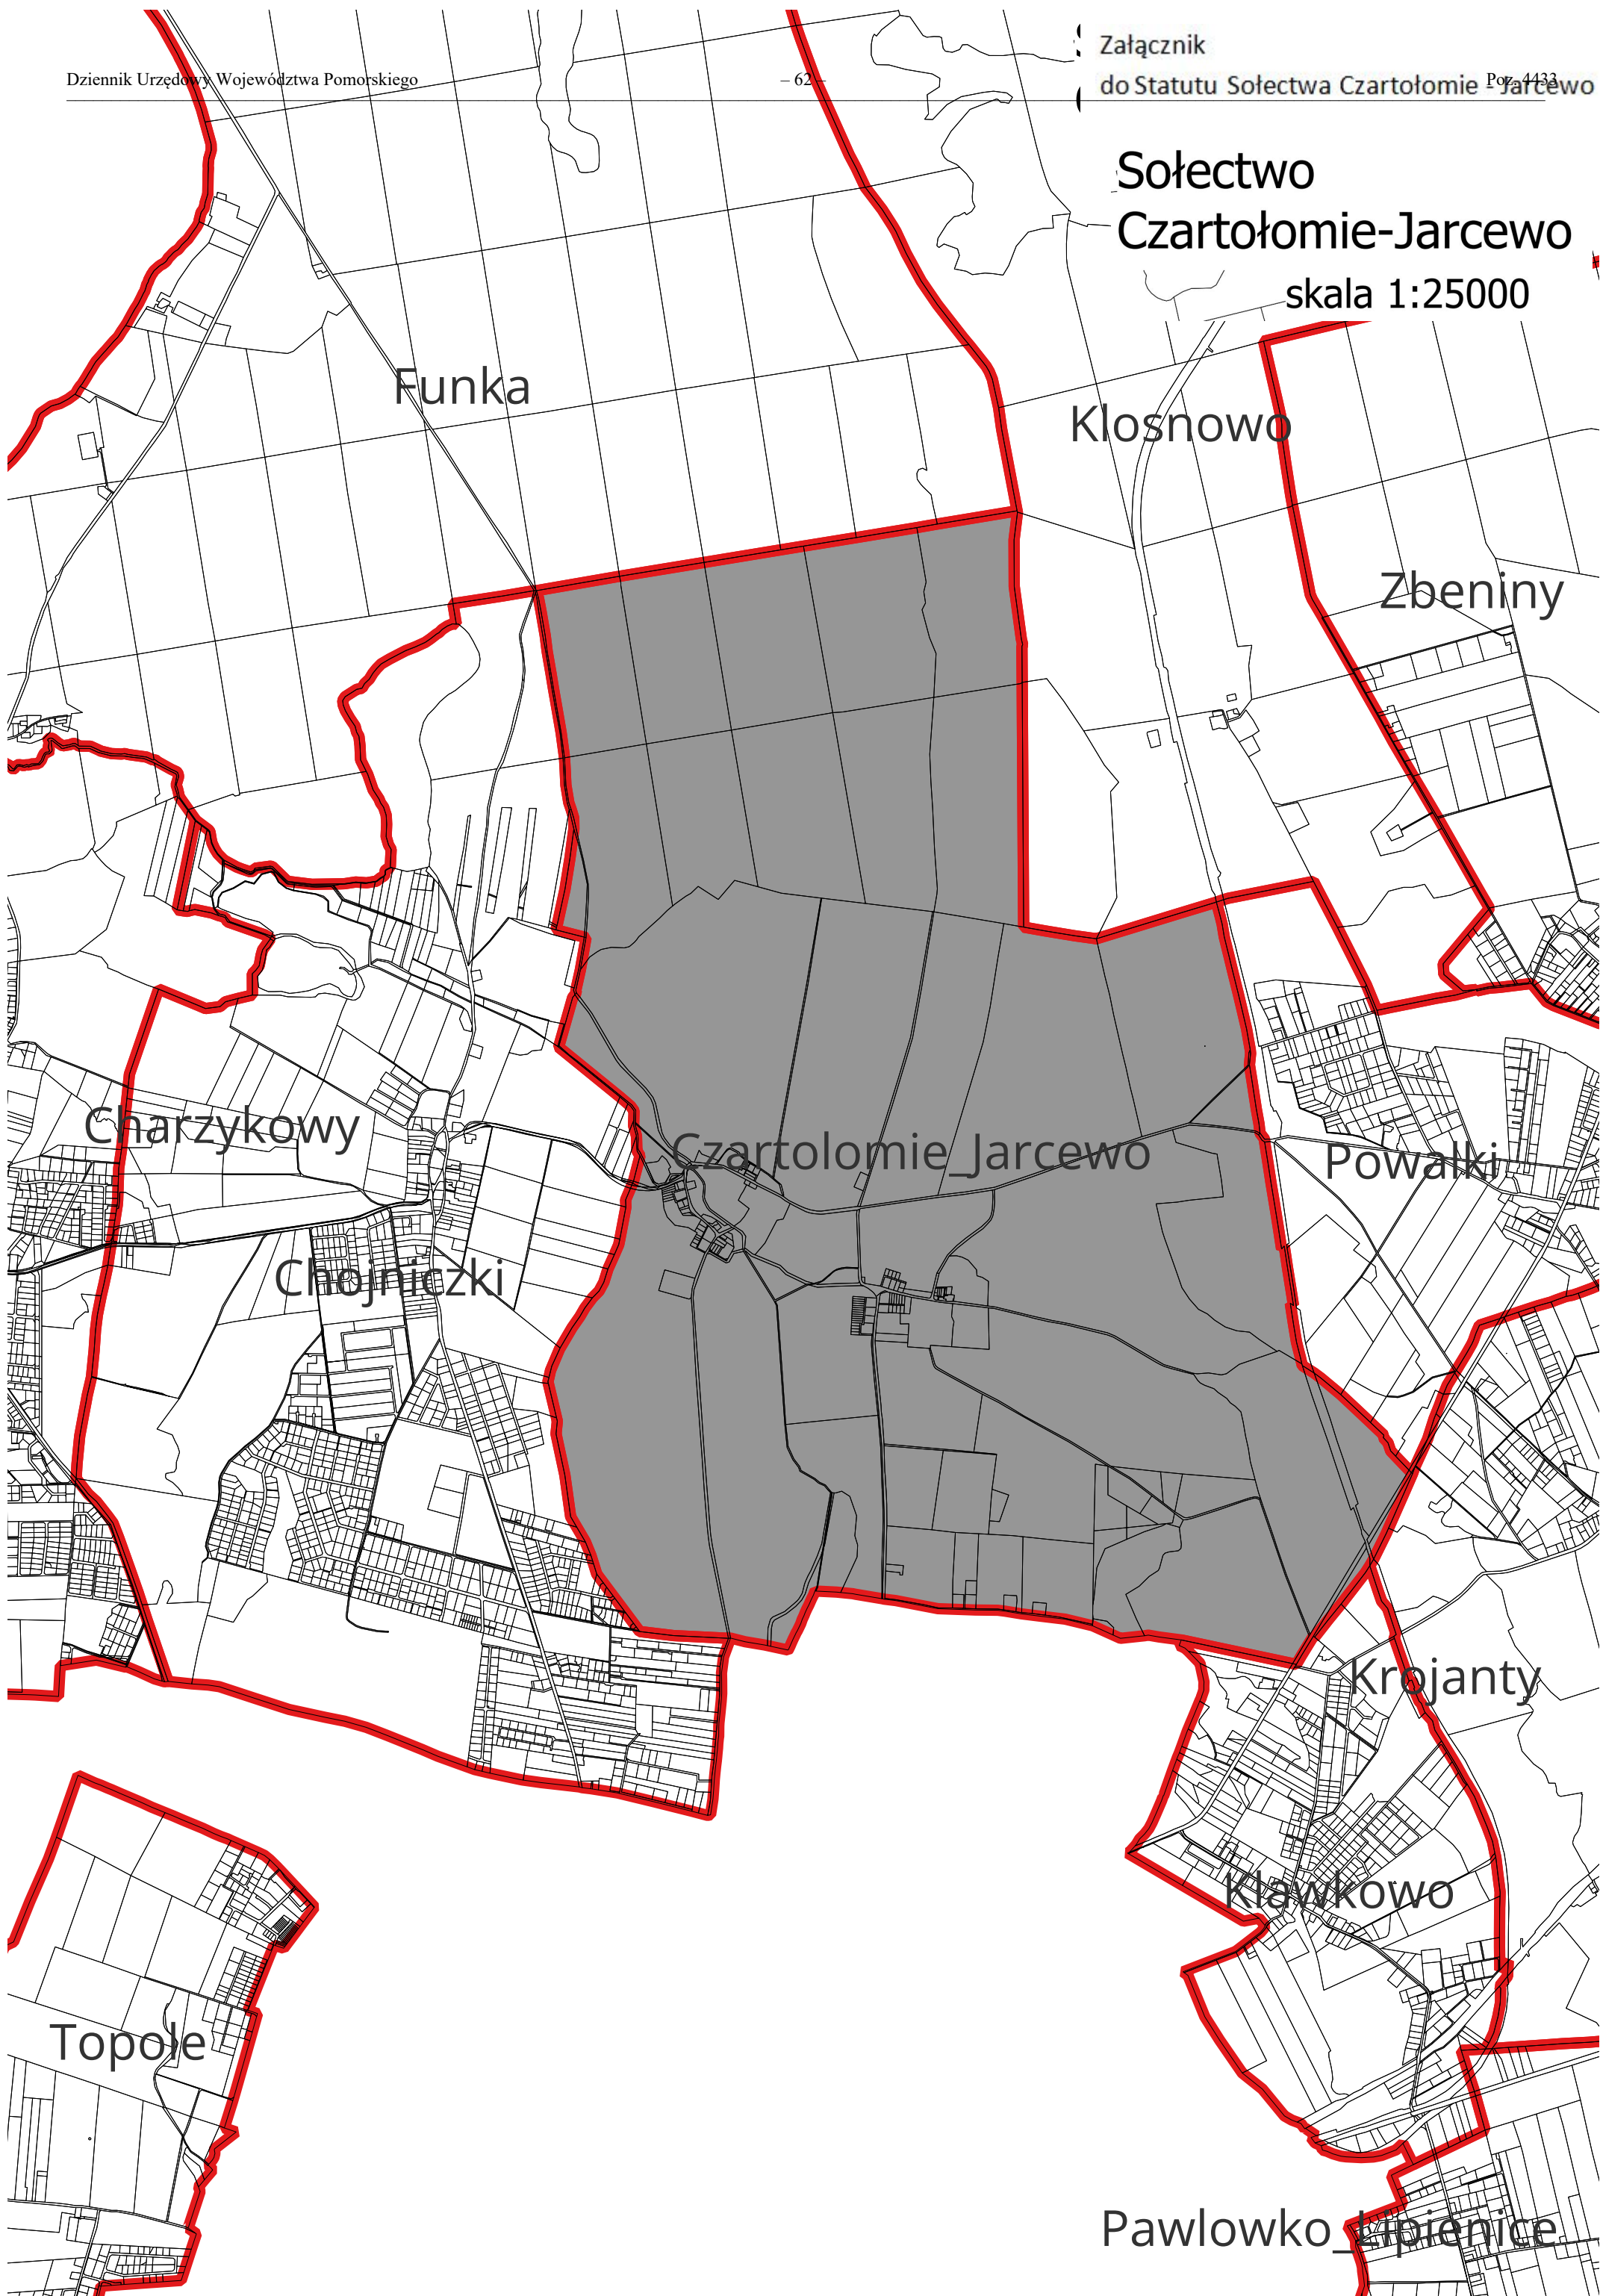 Załącznik
Dziennik Urzędowy Województwa Pomorskiego – 62 – Poz. 4433
do Statutu Sołectwa Czartołomie - Jarcewo
Sołectwo
Czartołomie-Jarcewo
skala 1:25000
Funka
Klosnowo
Zbeniny
Charzykowy
Czartolomie_Jarcewo
Powalki
Chojniczki
Krojanty
Klawkowo
Topole
Pawlowko_Lipienice